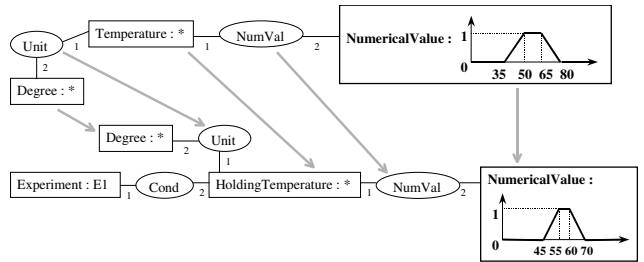 Unit
1
Temperature : *
1
NumVal
2
NumericalValue :
1
0
35 50 65 80
2
Degree : *
Degree : *
2
Unit
1
Experiment : E1
1
Cond
2
HoldingTemperature : *
1
NumVal
2
NumericalValue :
1
0
45 55 60 70